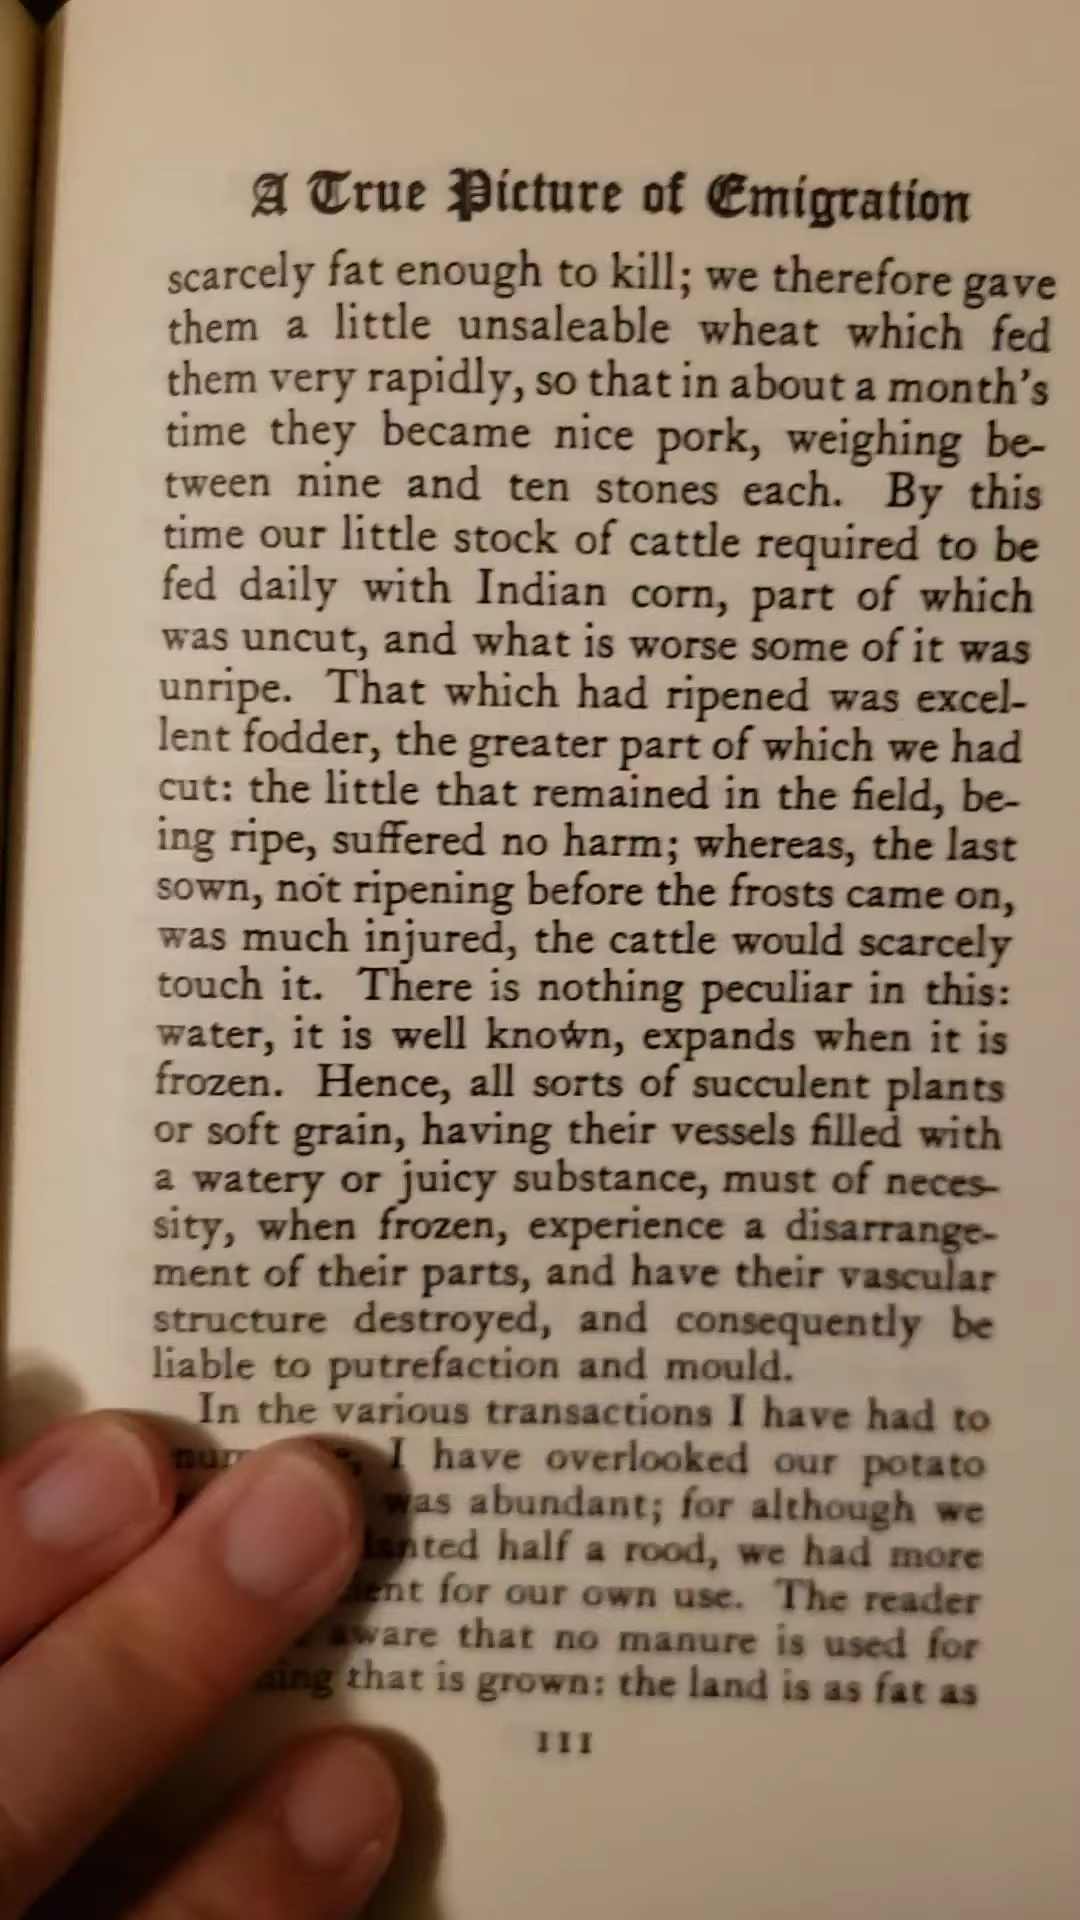 A True Picture of Emigration
scarcely fat enough to kill; we therefore gave
them a little unsaleable wheat which fed
them very rapidly, so that in about a month's
time they became nice pork, weighing be-
tween nine and ten stones each. By this
time our little stock of cattle required to be
fed daily with Indian corn, part of which
was uncut, and what is worse some of it was
unripe. That which had ripened was excel-
lent fodder, the greater part of which we had
cut: the little that remained in the field, be-
ing ripe, suffered no harm; whereas, the last
sown, not ripening before the frosts came on,
was much injured, the cattle would scarcely
touch it. There is nothing peculiar in this:
water, it is well known, expands when it is
frozen. Hence, all sorts of succulent plants
or soft grain, having their vessels filled with
a watery or juicy substance, must of neces-
sity, when frozen, experience a disarrange-
ment of their parts, and have their vascular
structure destroyed, and consequently be
liable to putrefaction and mould.
In the various transactions I have had to
I have overlooked our potato
was abundant; for although we
half a rood, we had more
for our own use. The reader
aware that no manure is used for
that is grown: the land is as fat as
111